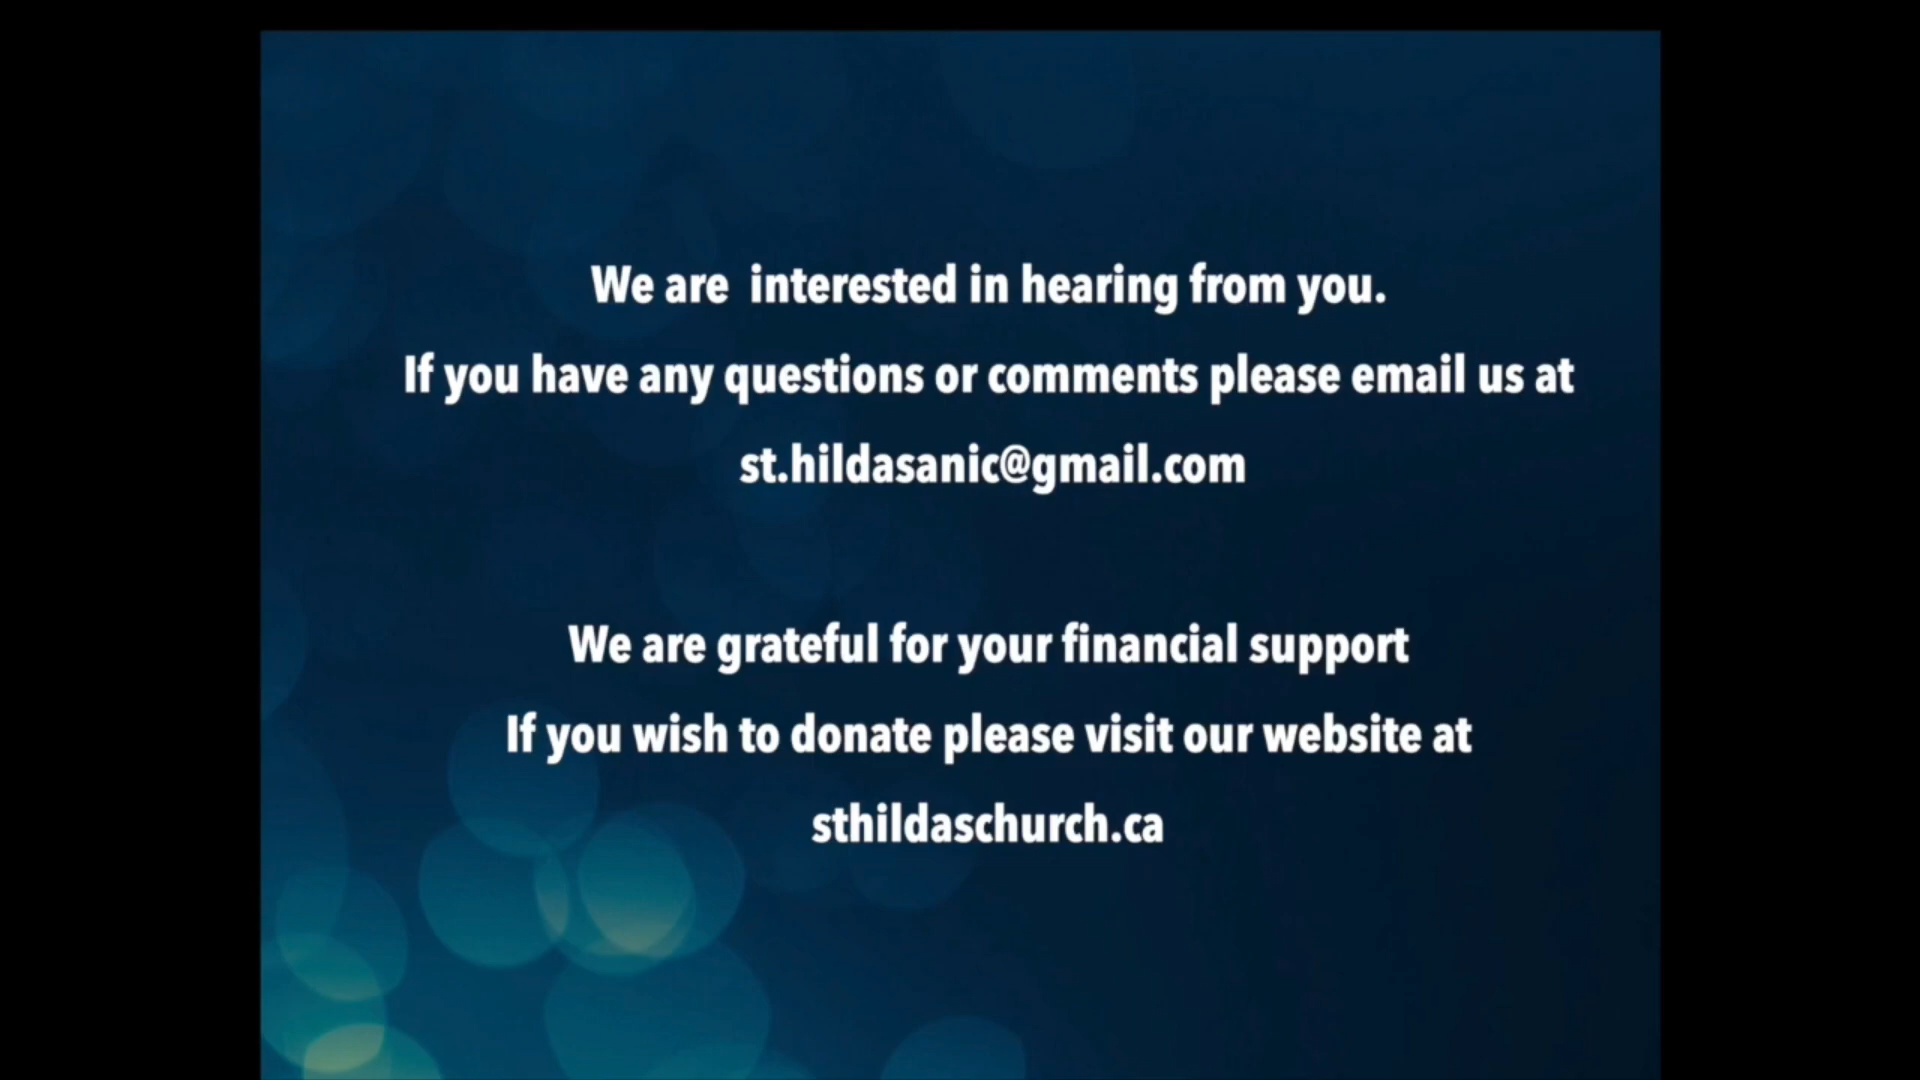 We are  interested in hearing from you.
If you have any questions or comments please email us at
st.hildasanic@gmail.com
We are grateful for your financial support
If you wish to donate please visit our website at
sthildaschurch.ca